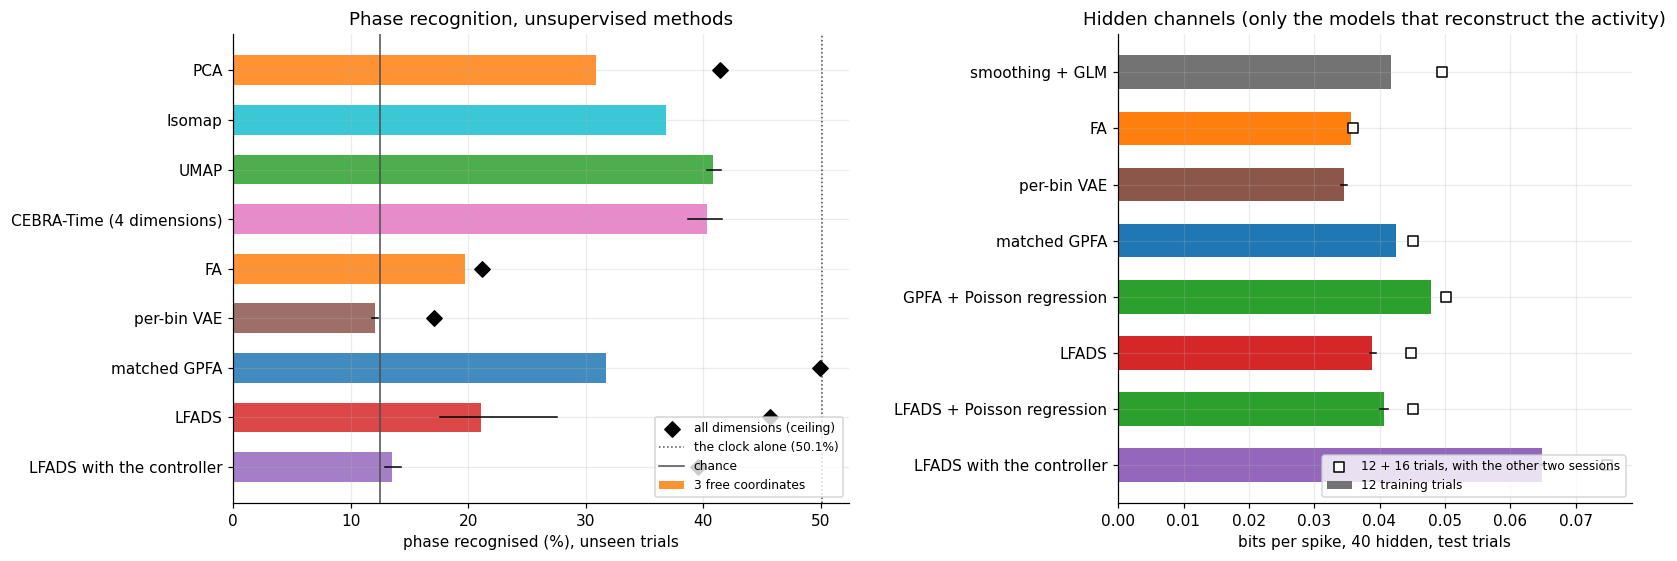 Phase recognition, unsupervised methods
PCA
Isomap
UMAP
CEBRA-Time (4 dimensions)
FA
per-bin VAE
matched GPFA
LFADS
LFADS with the controller
all dimensions (ceiling)
the clock alone (50.1%)
chance
3 free coordinates
0 10 20 30 40 50
phase recognised (%), unseen trials
Hidden channels (only the models that reconstruct the activity)
smoothing + GLM
FA
per-bin VAE
matched GPFA
GPFA + Poisson regression
LFADS
LFADS + Poisson regression
LFADS with the controller
12 + 16 trials, with the other two sessions
12 training trials
0.00 0.01 0.02 0.03 0.04 0.05 0.06 0.07
bits per spike, 40 hidden, test trials